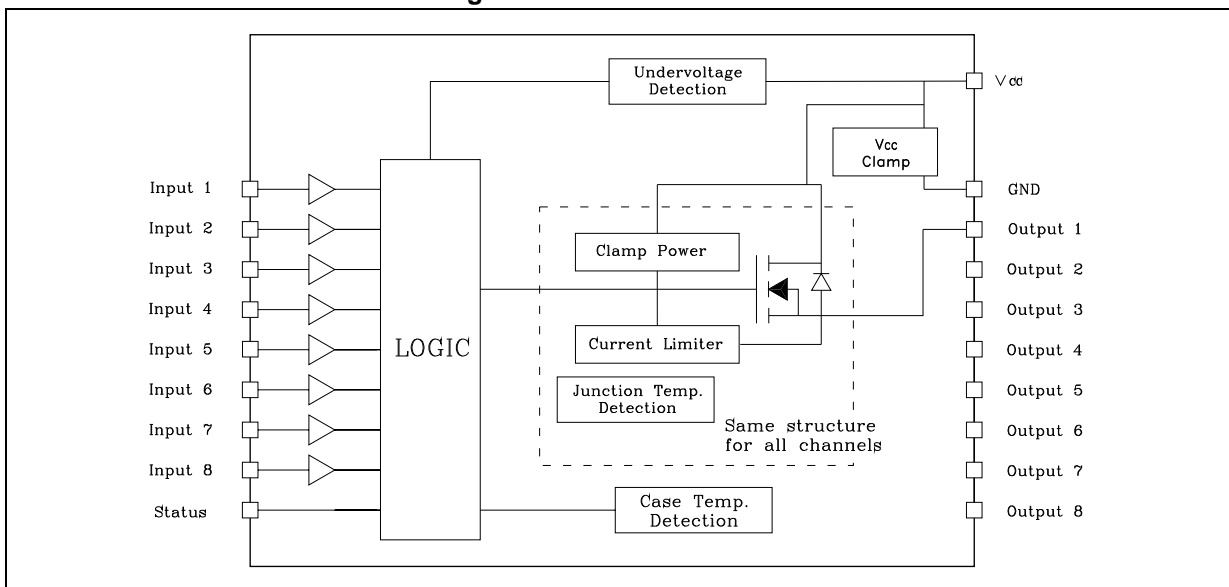 Undervoltage
Detection
Vcc
Vcc
Clamp
Input 1
Input 2
Input 3
Input 4
Input 5
Input 6
Input 7
Input 8
Status
LOGIC
Clamp Power
Current Limiter
Junction Temp.
Detection
Same structure
for all channels
Case Temp.
Detection
GND
Output 1
Output 2
Output 3
Output 4
Output 5
Output 6
Output 7
Output 8